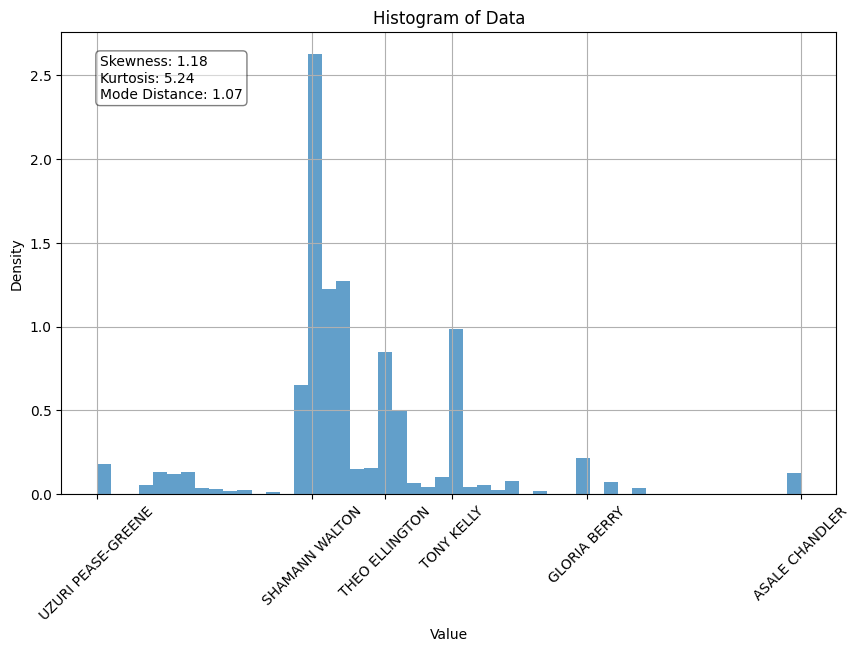 Histogram of Data
Skewness: 1.18
Kurtosis: 5.24
Mode Distance: 1.07
Density
2.5
2.0
1.5
1.0
0.5
0.0
UZURI PEASE-GREENE
SHAMANN WALTON
THEO ELLINGTON
TONY KELLY
GLORIA BERRY
ASALE CHANDLER
Value